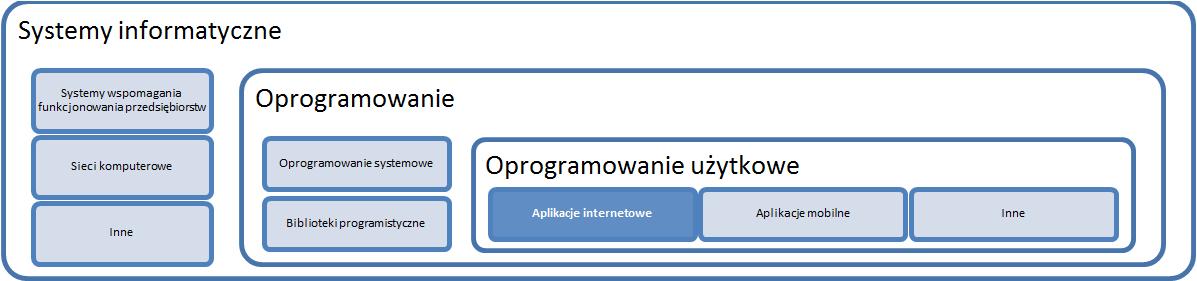 Systemy informatyczne
Systemy wspomagania
funkcjonowania przedsiębiorstw
Sieci komputerowe
Inne
Oprogramowanie
Oprogramowanie systemowe
Biblioteki programistyczne
Oprogramowanie użytkowe
Aplikacje internetowe
Aplikacje mobilne
Inne